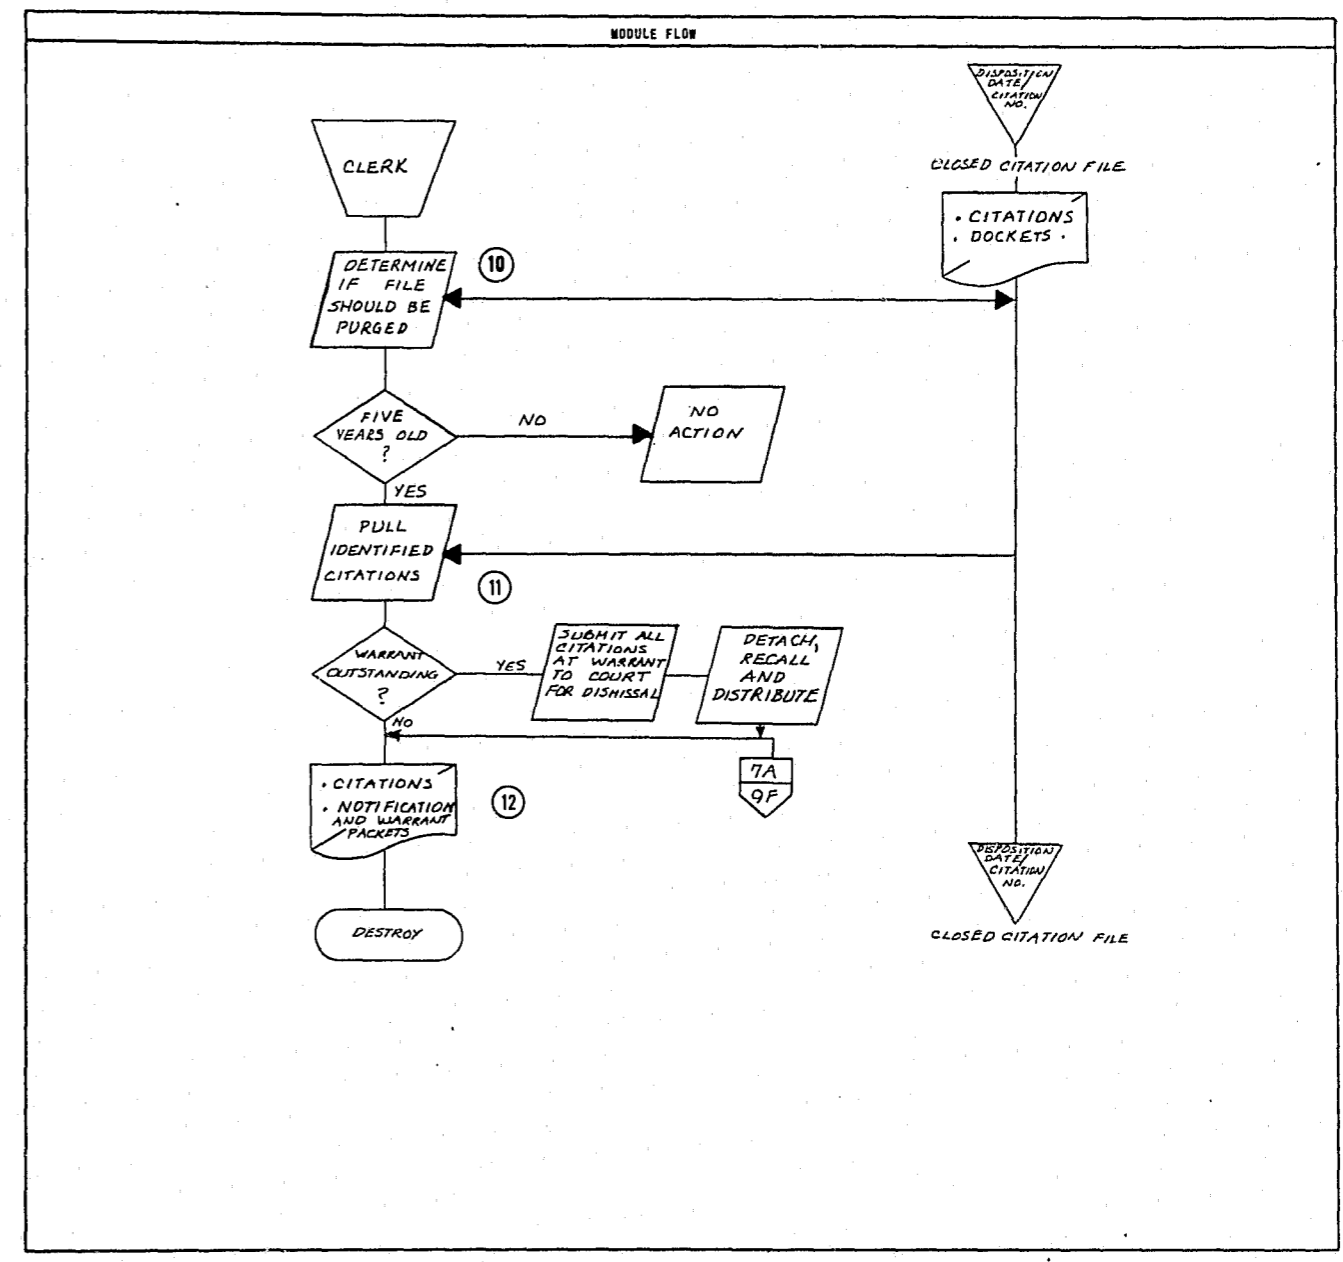 MODULE FLOW
DISPOSITION
DATE/
CITATION
NO.
CLOSED CITATION FILE
. CITATIONS
. DOCKETS .
CLERK
DETERMINE
IF FILE
SHOULD BE
PURGED
10
FIVE
YEARS OLD
?
NO
NO
ACTION
YES
PULL
IDENTIFIED
CITATIONS
11
WARRANT
OUTSTANDING
?
YES
SUBMIT ALL
CITATIONS
AT WARRANT
TO COURT
FOR DISMISSAL
DETACH,
RECALL
AND
DISTRIBUTE
NO
7A
9F
. CITATIONS
. NOTIFICATION
AND WARRANT
PACKETS
12
DESTROY
DISPOSITION
DATE/
CITATION
NO.
CLOSED CITATION FILE